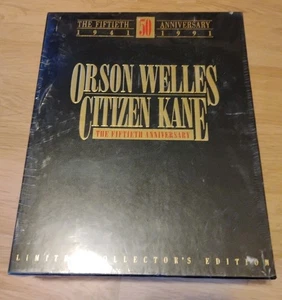 THE FIFTIETH 50 ANNIVERSARY
1941 1991
ORSON WELLES
CITIZEN KANE
THE FIFTIETH ANNIVERSARY
LIMITED COLLECTOR'S EDITION